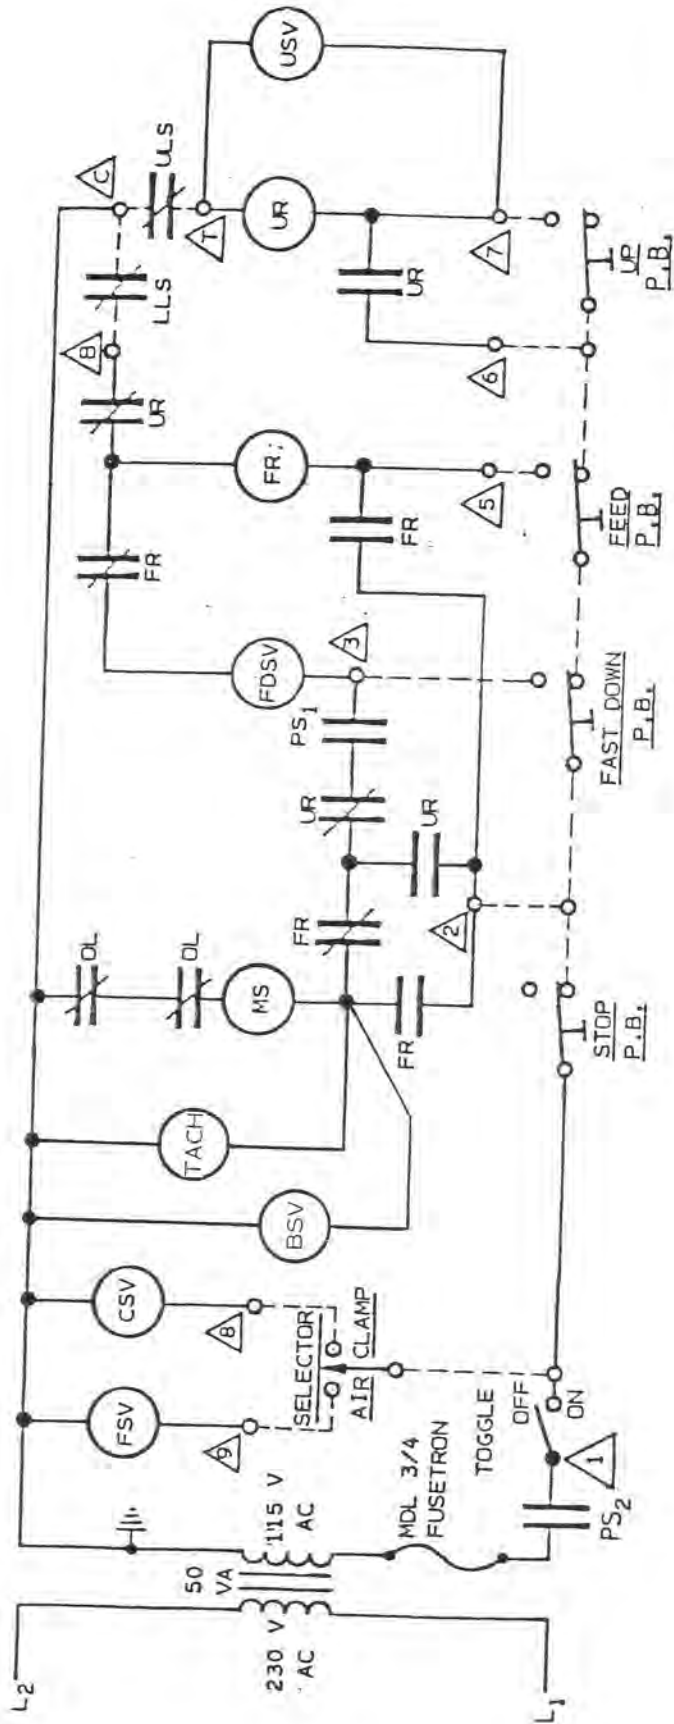 L2
L1
230 V
AC
50
VA
115 V
AC
MDL 3/4
FUSETRON
PS2
1
TOGGLE
OFF
ON
FSV
9
CSV
8
SELECTOR
AIR
CLAMP
BSV
TACH
OL
OL
MS
FR
FR
2
STOP
P.B.
UR
UR
PS1
3
FDSV
FR
FAST DOWN
P.B.
FR;
FR
5
FEED
P.B.
UR
B
LLS
C
ULS
T
UR
UR
6
7
USV
UP
P.B.